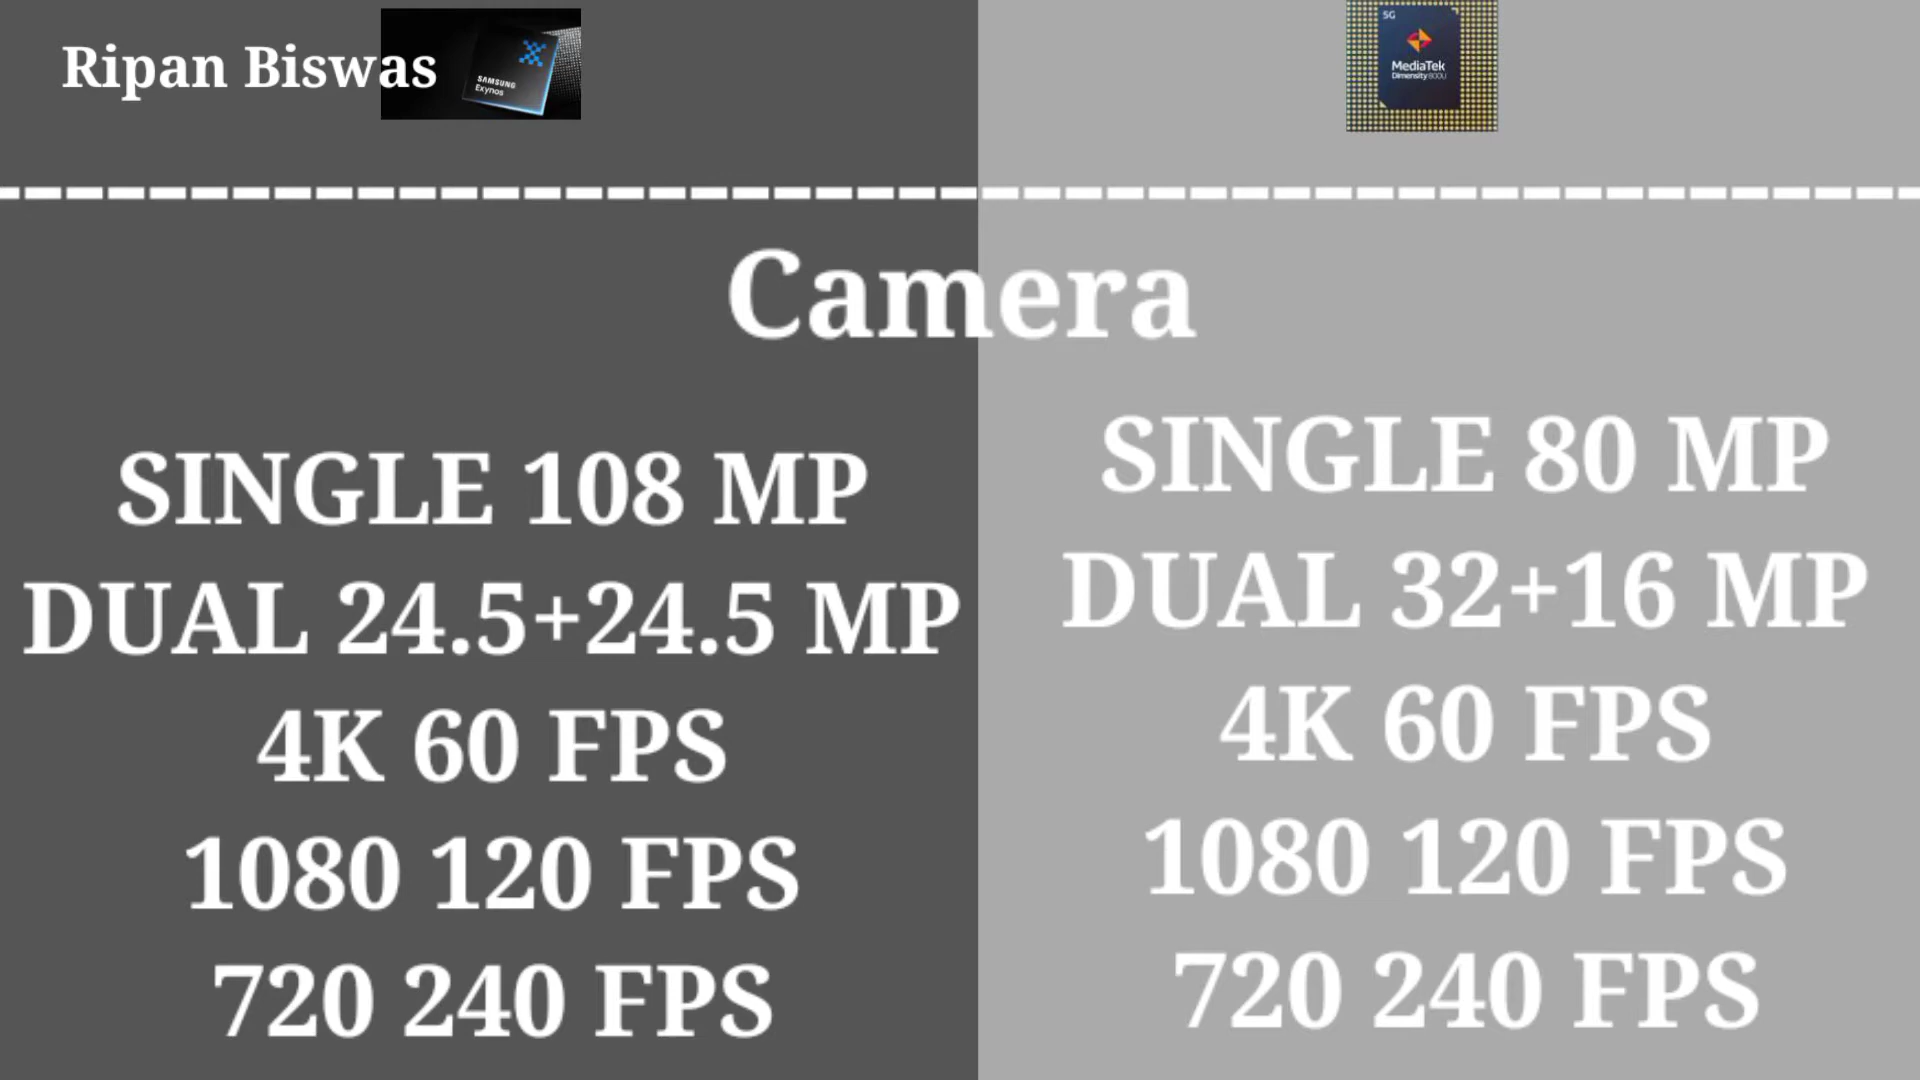 Ripan Biswas
SAMSUNG
Exynos
5G
MediaTek
Dimensity 800U
Camera
SINGLE 108 MP
DUAL 24.5+24.5 MP
4K 60 FPS
1080 120 FPS
720 240 FPS
SINGLE 80 MP
DUAL 32+16 MP
4K 60 FPS
1080 120 FPS
720 240 FPS